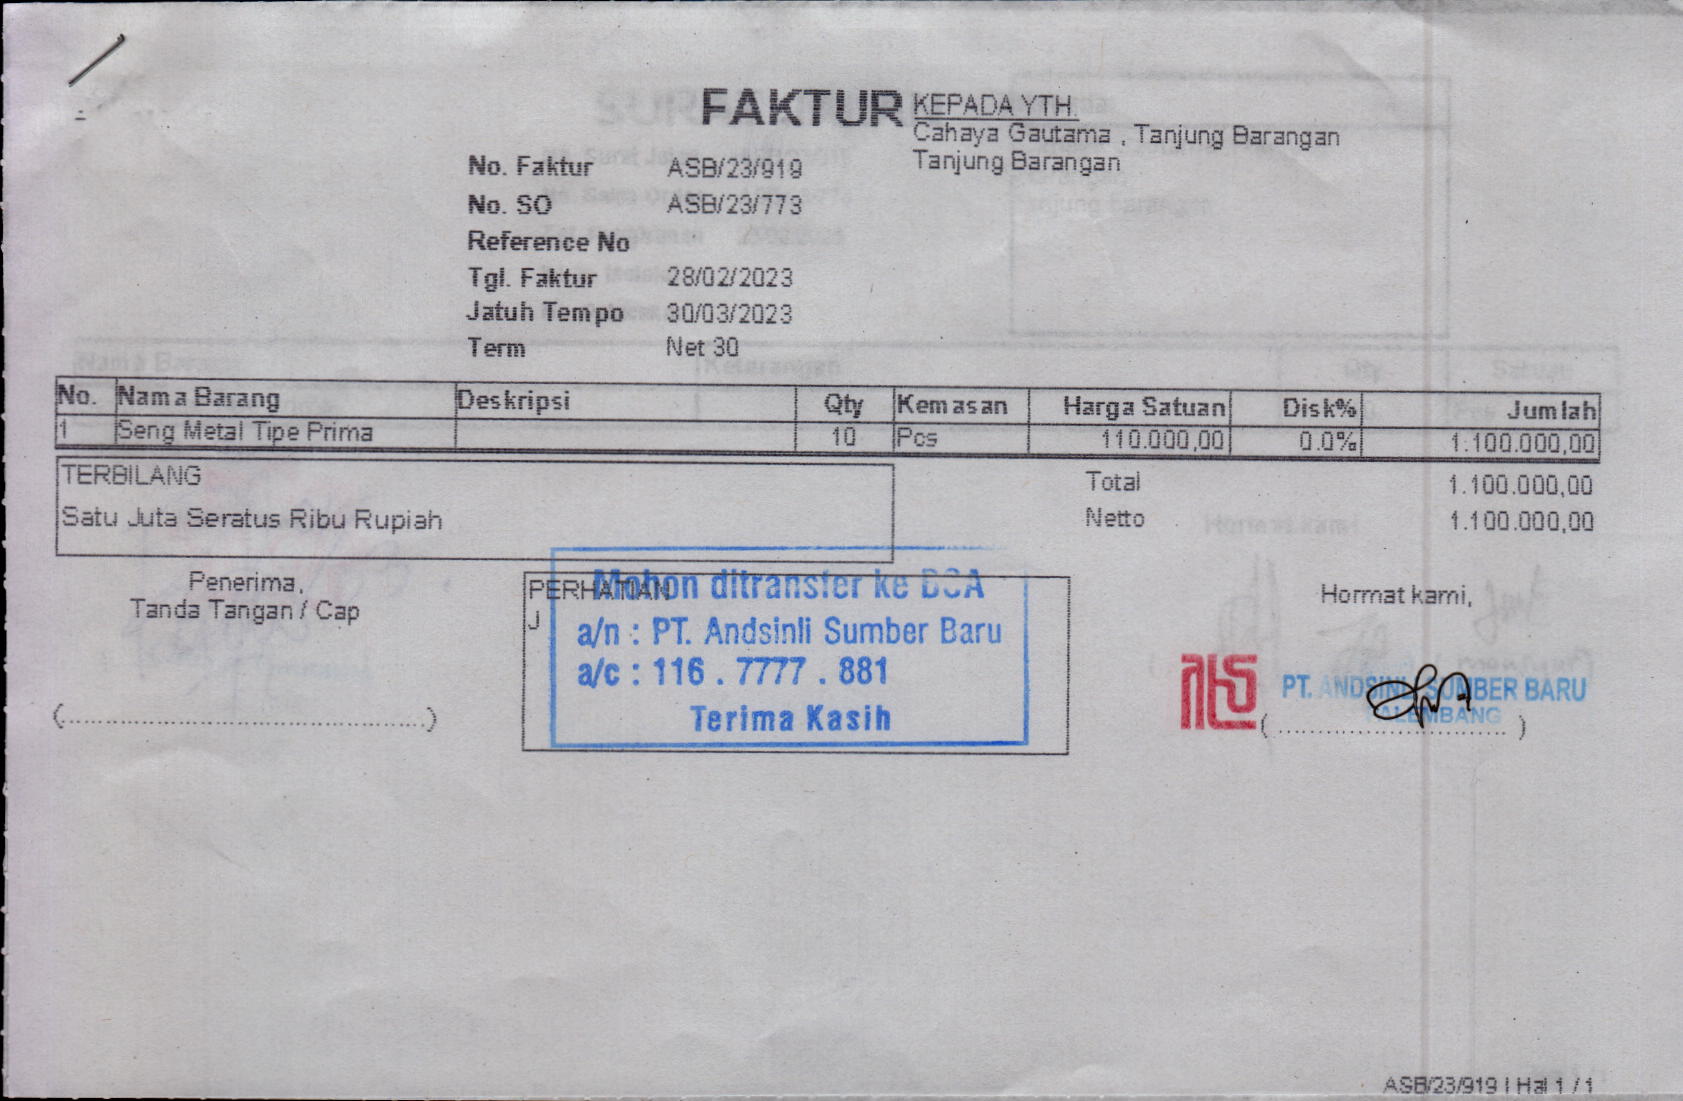 FAKTUR
KEPADA YTH.
Cahaya Gautama , Tanjung Barangan
Tanjung Barangan
No. Faktur ASB/23/919
No. SO ASB/23/773
Reference No
Tgl. Faktur 28/02/2023
Jatuh Tempo 30/03/2023
Term Net 30
No. Nama Barang Deskripsi Qty Kemasan Harga Satuan Disk% Jumlah
1 Seng Metal Tipe Prima 10 Pcs 110.000,00 0.0% 1.100.000,00
TERBILANG
Satu Juta Seratus Ribu Rupiah
Total 1.100.000,00
Netto 1.100.000,00
Penerima,
Tanda Tangan / Cap
(........................................)
PERHATIAN
J
Mohon ditransfer ke BCA
a/n : PT. Andsinli Sumber Baru
a/c : 116 . 7777 . 881
Terima Kasih
Hormat kami,
PT. ANDSINLI SUMBER BARU
PALEMBANG
(........................................)
ASB/23/919 | Hal 1 / 1